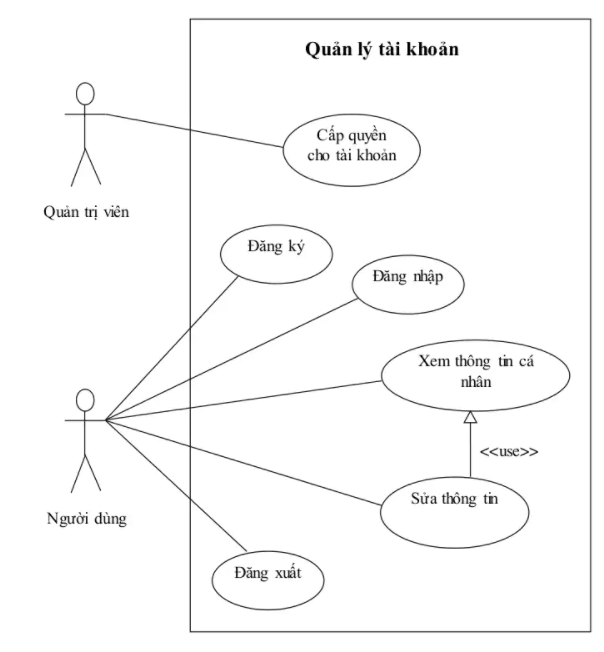 Quản lý tài khoản
Cấp quyền
cho tài khoản
Quản trị viên
Đăng ký
Đăng nhập
Xem thông tin cá
nhân
<<use>>
Sửa thông tin
Người dùng
Đăng xuất